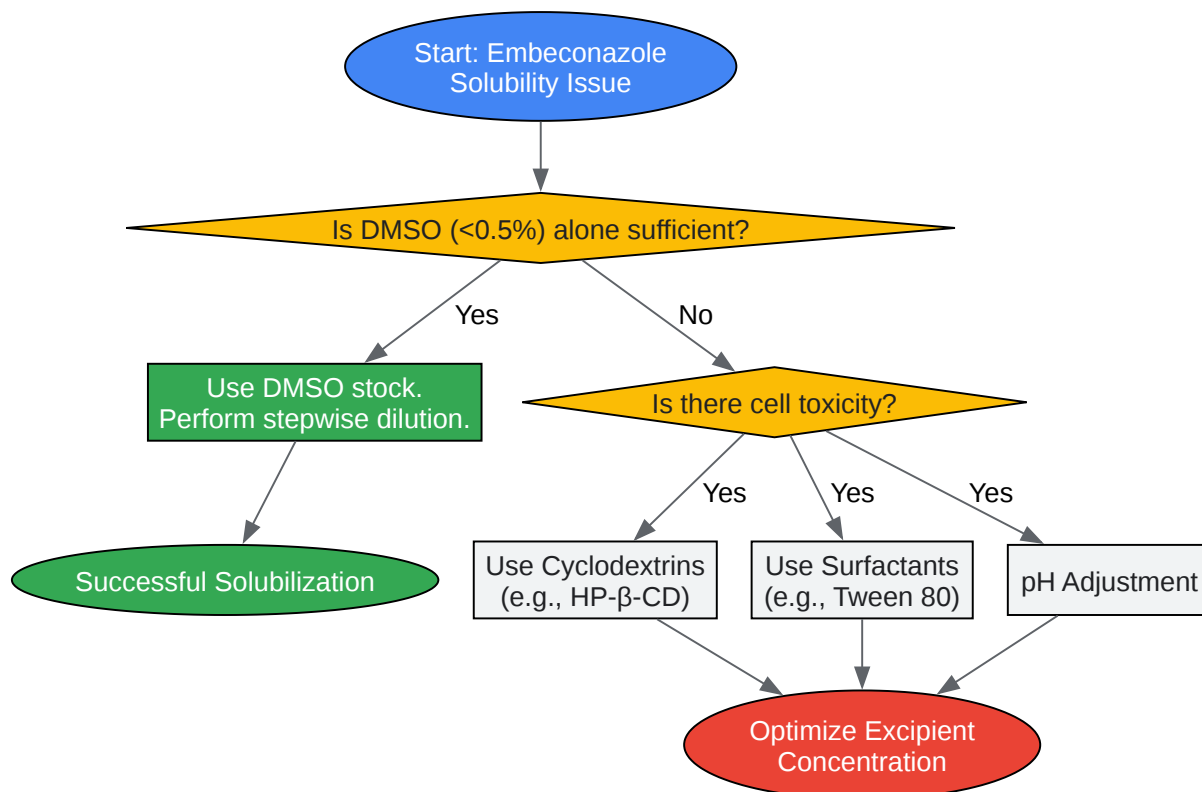 Start: Embeconazole
Solubility Issue
Is DMSO (<0.5%) alone sufficient?
Yes
No
Use DMSO stock.
Perform stepwise dilution.
Is there cell toxicity?
Yes
Yes
Yes
Successful Solubilization
Use Cyclodextrins
(e.g., HP-β-CD)
Use Surfactants
(e.g., Tween 80)
pH Adjustment
Optimize Excipient
Concentration